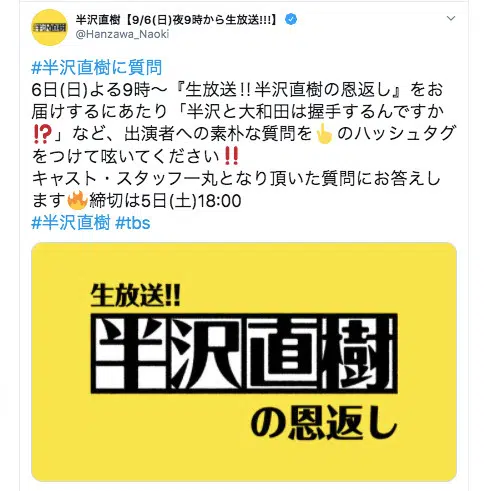 半沢直樹【9/6(日)夜9時から生放送!!!】
@Hanzawa_Naoki
#半沢直樹に質問
6日(日)よる9時〜『生放送‼半沢直樹の恩返し』をお
届けするにあたり「半沢と大和田は握手するんですか
⁉️」など、出演者への素朴な質問を👆のハッシュタグ
をつけて呟いてください‼️
キャスト・スタッフ一丸となり頂いた質問にお答えし
ます🔥締切は5日(土)18:00
#半沢直樹 #tbs
生放送!!
半沢直樹
の恩返し